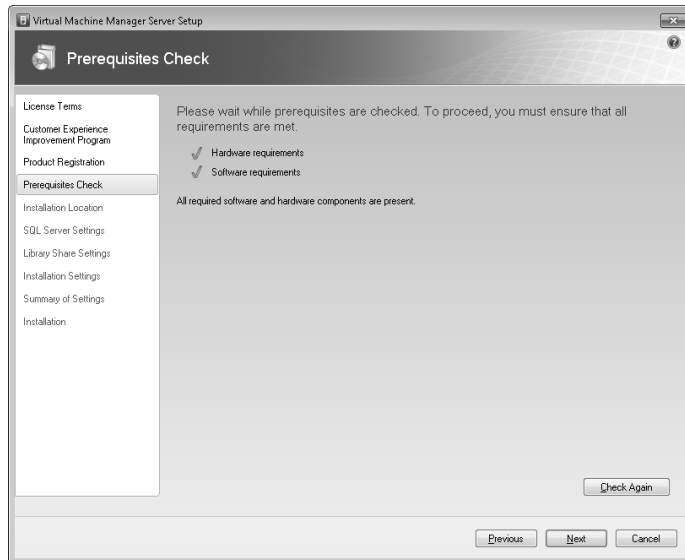 Virtual Machine Manager Server Setup
Prerequisites Check
License Terms
Customer Experience
Improvement Program
Product Registration
Prerequisites Check
Installation Location
SQL Server Settings
Library Share Settings
Installation Settings
Summary of Settings
Installation
Please wait while prerequisites are checked. To proceed, you must ensure that all
requirements are met.
Hardware requirements
Software requirements
All required software and hardware components are present.
Check Again
Previous
Next
Cancel